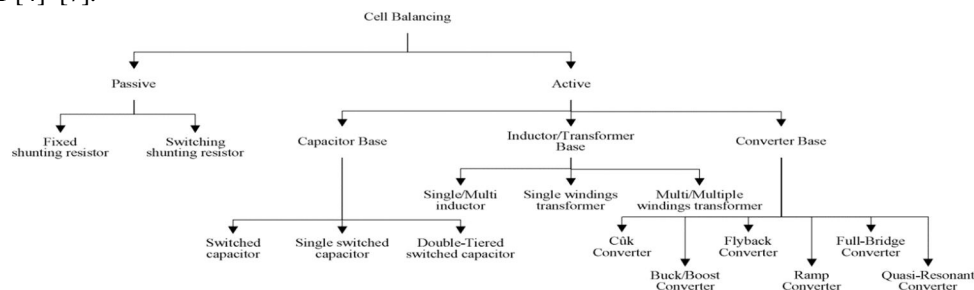 Cell Balancing
Passive
Active
Fixed
shunting resistor
Switching
shunting resistor
Capacitor Base
Inductor/Transformer
Base
Converter Base
Single/Multi
inductor
Single windings
transformer
Multi/Multiple
windings transformer
Switched
capacitor
Single switched
capacitor
Double-Tiered
switched capacitor
Cûk
Converter
Buck/Boost
Converter
Flyback
Converter
Ramp
Converter
Full-Bridge
Converter
Quasi-Resonant
Converter